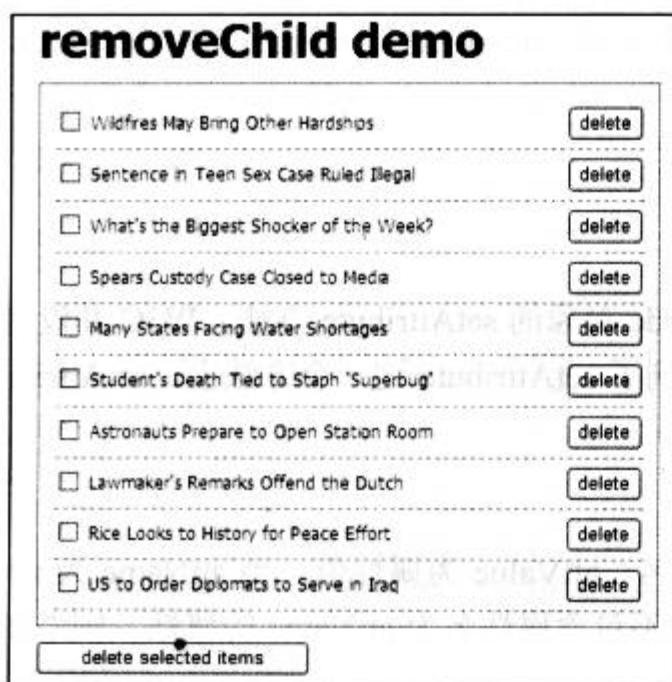 removeChild demo
Wildfires May Bring Other Hardships delete
Sentence in Teen Sex Case Ruled Illegal delete
What's the Biggest Shocker of the Week? delete
Spears Custody Case Closed to Media delete
Many States Facing Water Shortages delete
Student's Death Tied to Staph 'Superbug' delete
Astronauts Prepare to Open Station Room delete
Lawmaker's Remarks Offend the Dutch delete
Rice Looks to History for Peace Effort delete
US to Order Diplomats to Serve in Iraq delete
delete selected items